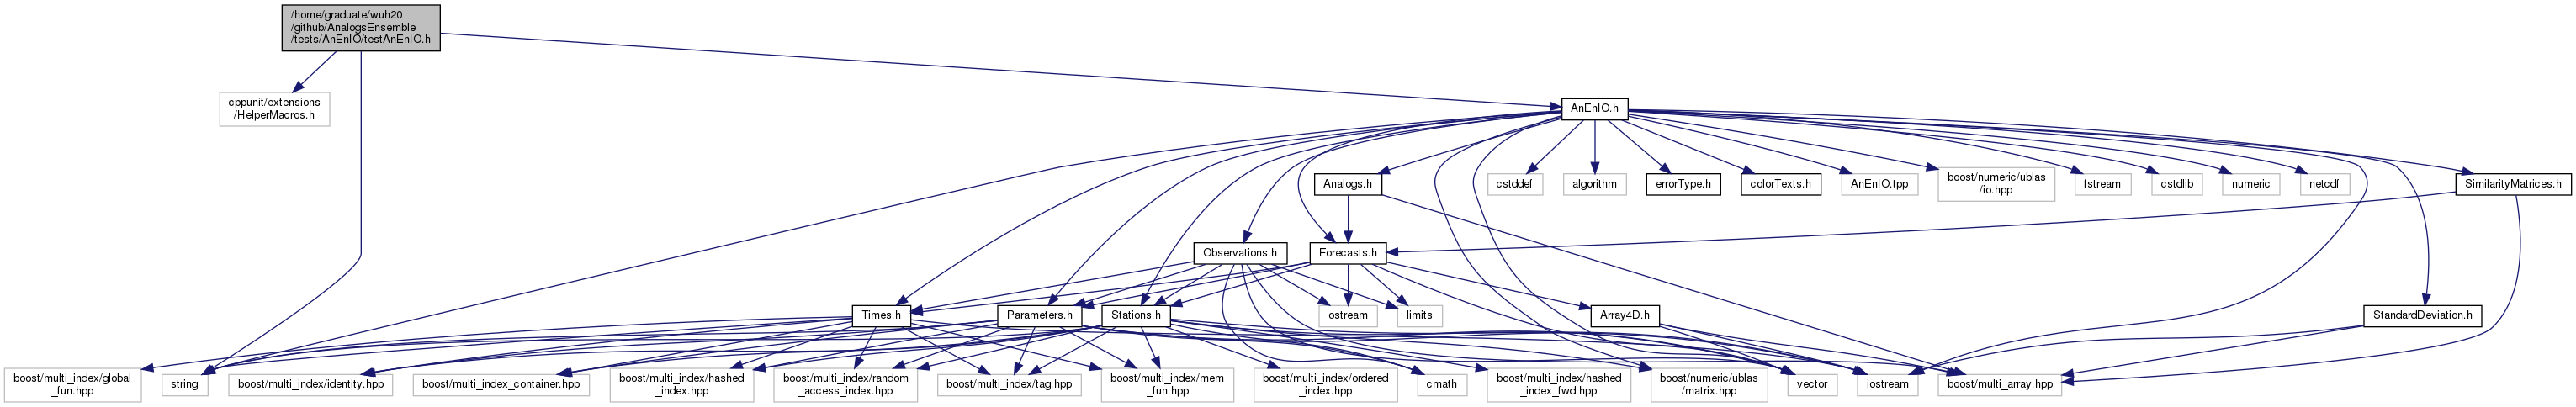 /home/graduate/wuh20
/github/AnalogsEnsemble
/tests/AnEnIO/testAnEnIO.h
cppunit/extensions
/HelperMacros.h
AnEnIO.h
Analogs.h
cstddef
algorithm
errorType.h
colorTexts.h
AnEnIO.tpp
boost/numeric/ublas
/io.hpp
fstream
cstdlib
numeric
netcdf
SimilarityMatrices.h
Observations.h
Forecasts.h
Times.h
Parameters.h
Stations.h
ostream
limits
Array4D.h
StandardDeviation.h
boost/multi_index/global
_fun.hpp
string
boost/multi_index/identity.hpp
boost/multi_index_container.hpp
boost/multi_index/hashed
_index.hpp
boost/multi_index/random
_access_index.hpp
boost/multi_index/tag.hpp
boost/multi_index/mem
_fun.hpp
boost/multi_index/ordered
_index.hpp
cmath
boost/multi_index/hashed
_index_fwd.hpp
boost/numeric/ublas
/matrix.hpp
vector
iostream
boost/multi_array.hpp